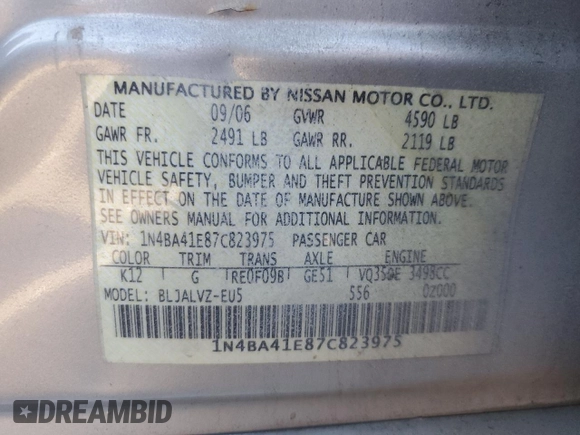 MANUFACTURED BY NISSAN MOTOR CO., LTD.
DATE 09/06 GVWR 4590 LB
GAWR FR. 2491 LB GAWR RR. 2119 LB
THIS VEHICLE CONFORMS TO ALL APPLICABLE FEDERAL MOTOR
VEHICLE SAFETY, BUMPER AND THEFT PREVENTION STANDARDS
IN EFFECT ON THE DATE OF MANUFACTURE SHOWN ABOVE.
SEE OWNERS MANUAL FOR ADDITIONAL INFORMATION.
VIN: 1N4BA41E87C823975 PASSENGER CAR
COLOR TRIM TRANS AXLE ENGINE
K12 G RE0F09B GE51 VQ35DE 3498CC
MODEL: BLJALVZ-EU5 556 02000
1N4BA41E87C823975
DREAMBID